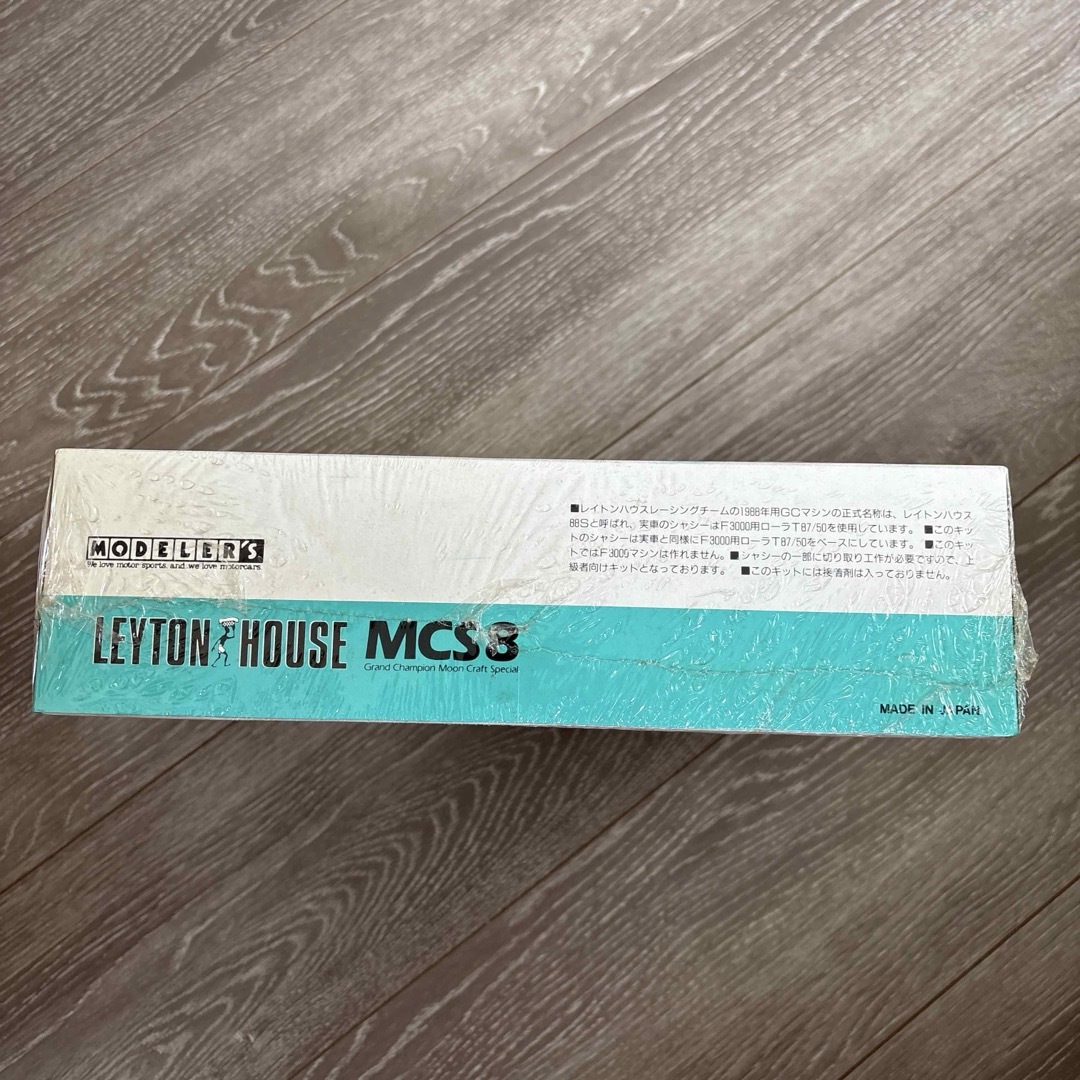 MODELER'S
We love motor sports. and we love motorcars.
■レイトンハウスレーシングチームの1988年用GCマシンの正式名称は、レイトンハウス
88Sと呼ばれ、実車のシャシーはF3000用ローラT87/50を使用しています。 ■このキッ
トのシャシーは実車と同様にF3000用ローラT87/50をベースにしています。 ■このキッ
トではF3000マシンは作れません。■シャシーの一部に切り取り工作が必要ですので、上
級者向けキットとなっております。 ■このキットには接着剤は入っておりません。
LEYTON HOUSE MCS8
Grand Champion Moon Craft Special
MADE IN JAPAN